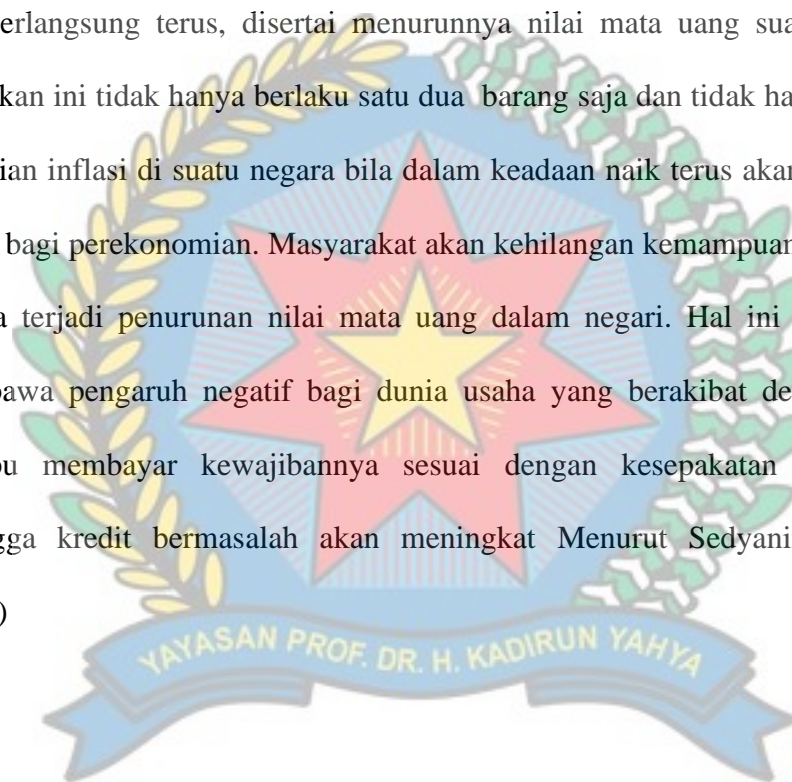 erlangsung terus, disertai menurunnya nilai mata uang sua
kan ini tidak hanya berlaku satu dua barang saja dan tidak ha
ian inflasi di suatu negara bila dalam keadaan naik terus akan
bagi perekonomian. Masyarakat akan kehilangan kemampuan
a terjadi penurunan nilai mata uang dalam negari. Hal ini
bawa pengaruh negatif bagi dunia usaha yang berakibat de
pu membayar kewajibannya sesuai dengan kesepakatan
gga kredit bermasalah akan meningkat Menurut Sedyani
)
YAYASAN PROF. DR. H. KADIRUN YAHYA